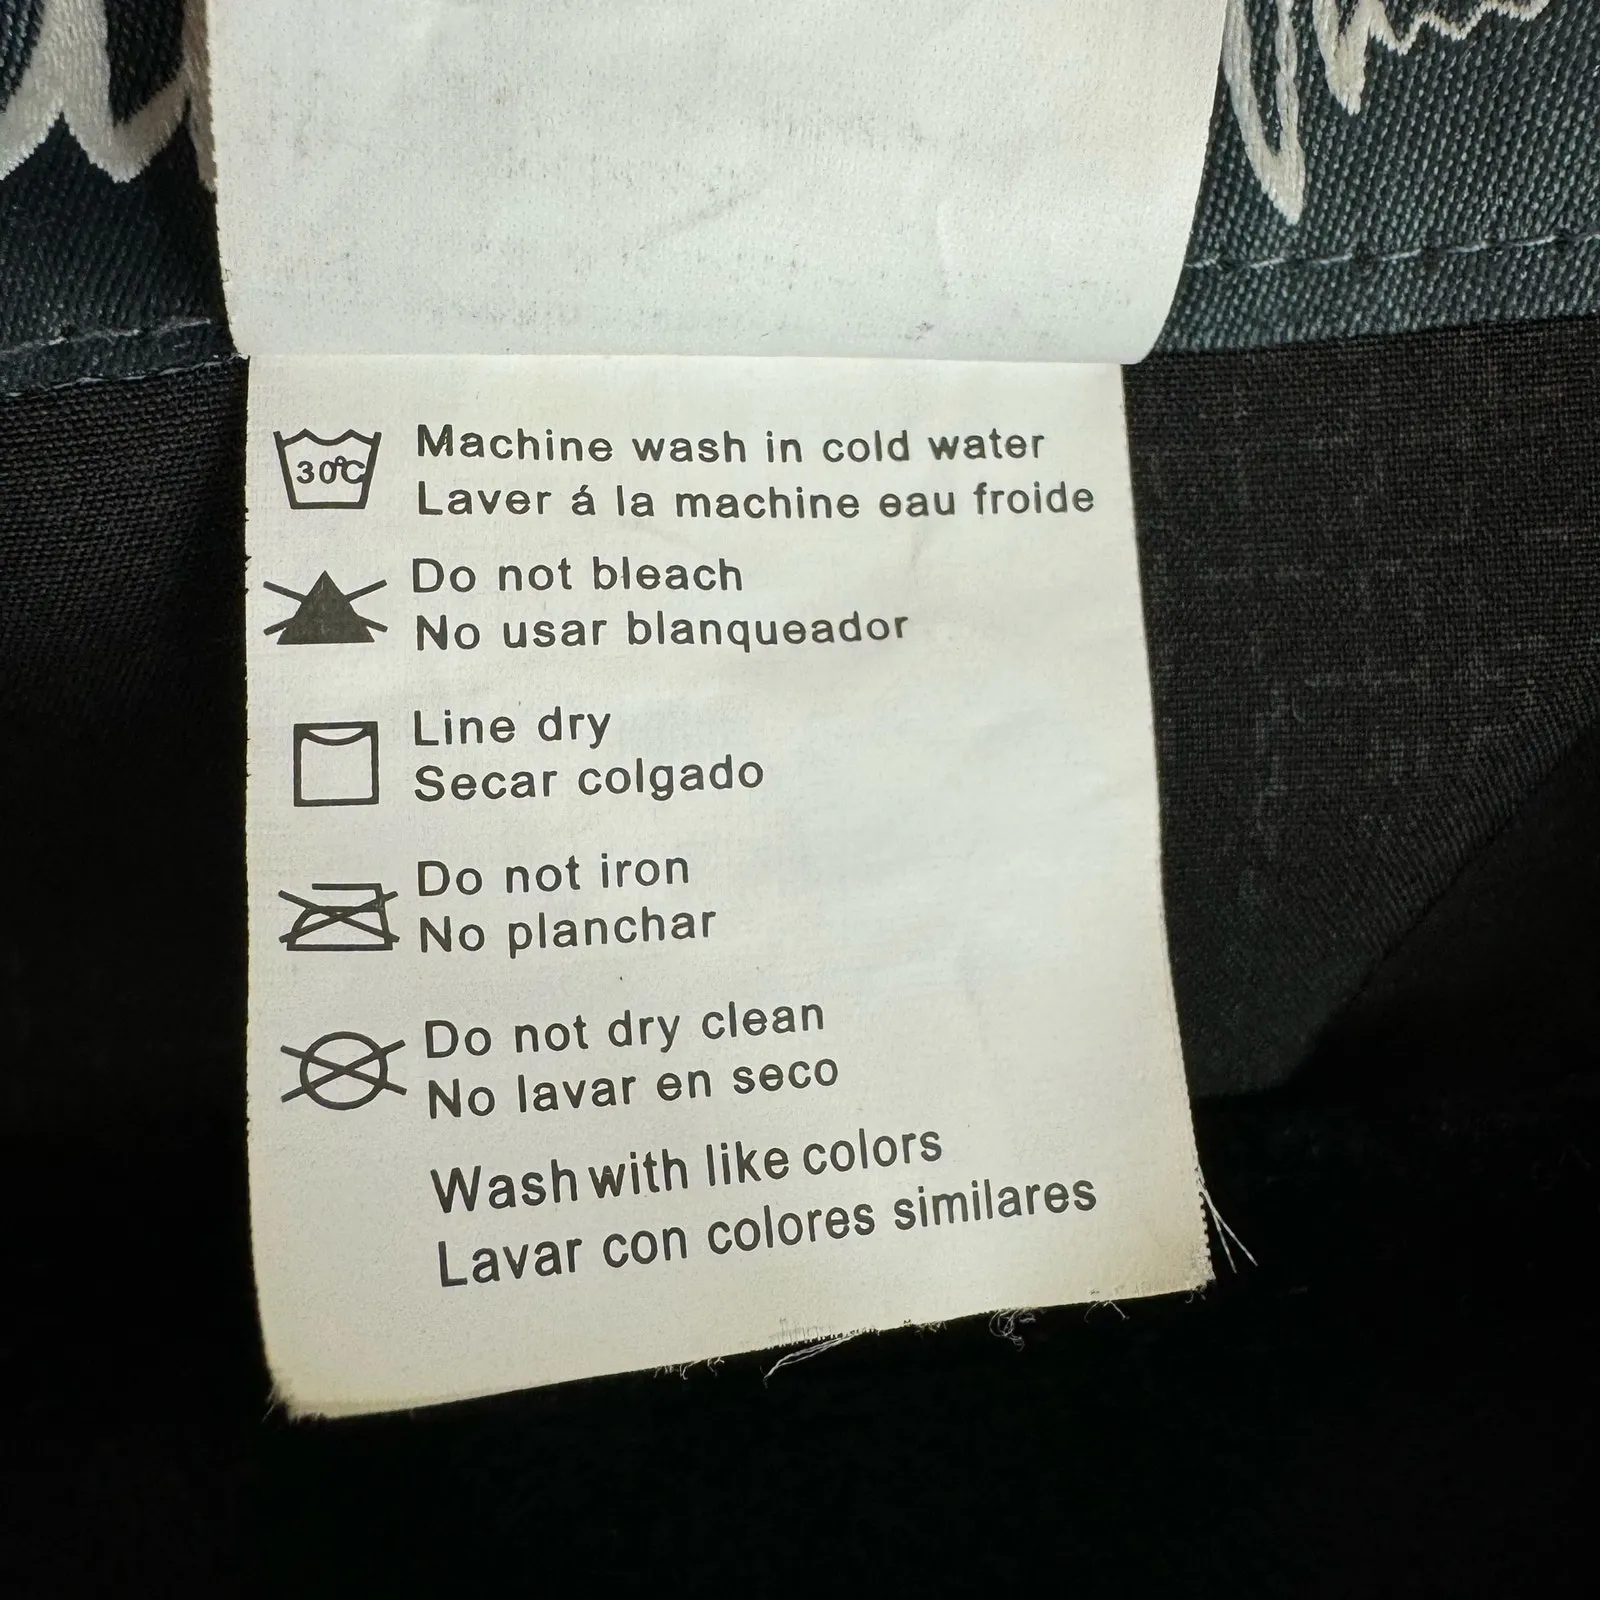 30°C
Machine wash in cold water
Laver á la machine eau froide
Do not bleach
No usar blanqueador
Line dry
Secar colgado
Do not iron
No planchar
Do not dry clean
No lavar en seco
Wash with like colors
Lavar con colores similares